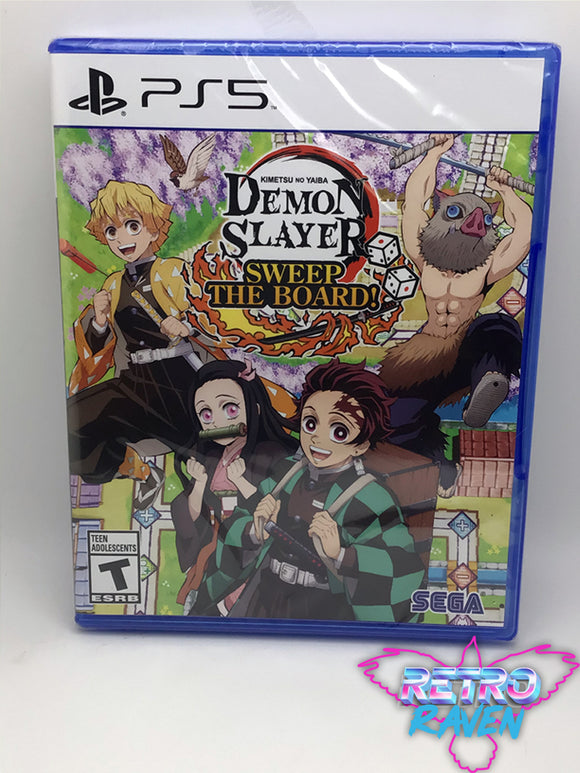 PS5
KIMETSU NO YAIBA
DEMON
SLAYER
SWEEP
THE BOARD!
TEEN
ADOLESCENTS
T
ESRB
SEGA
RETRO
RAVEN